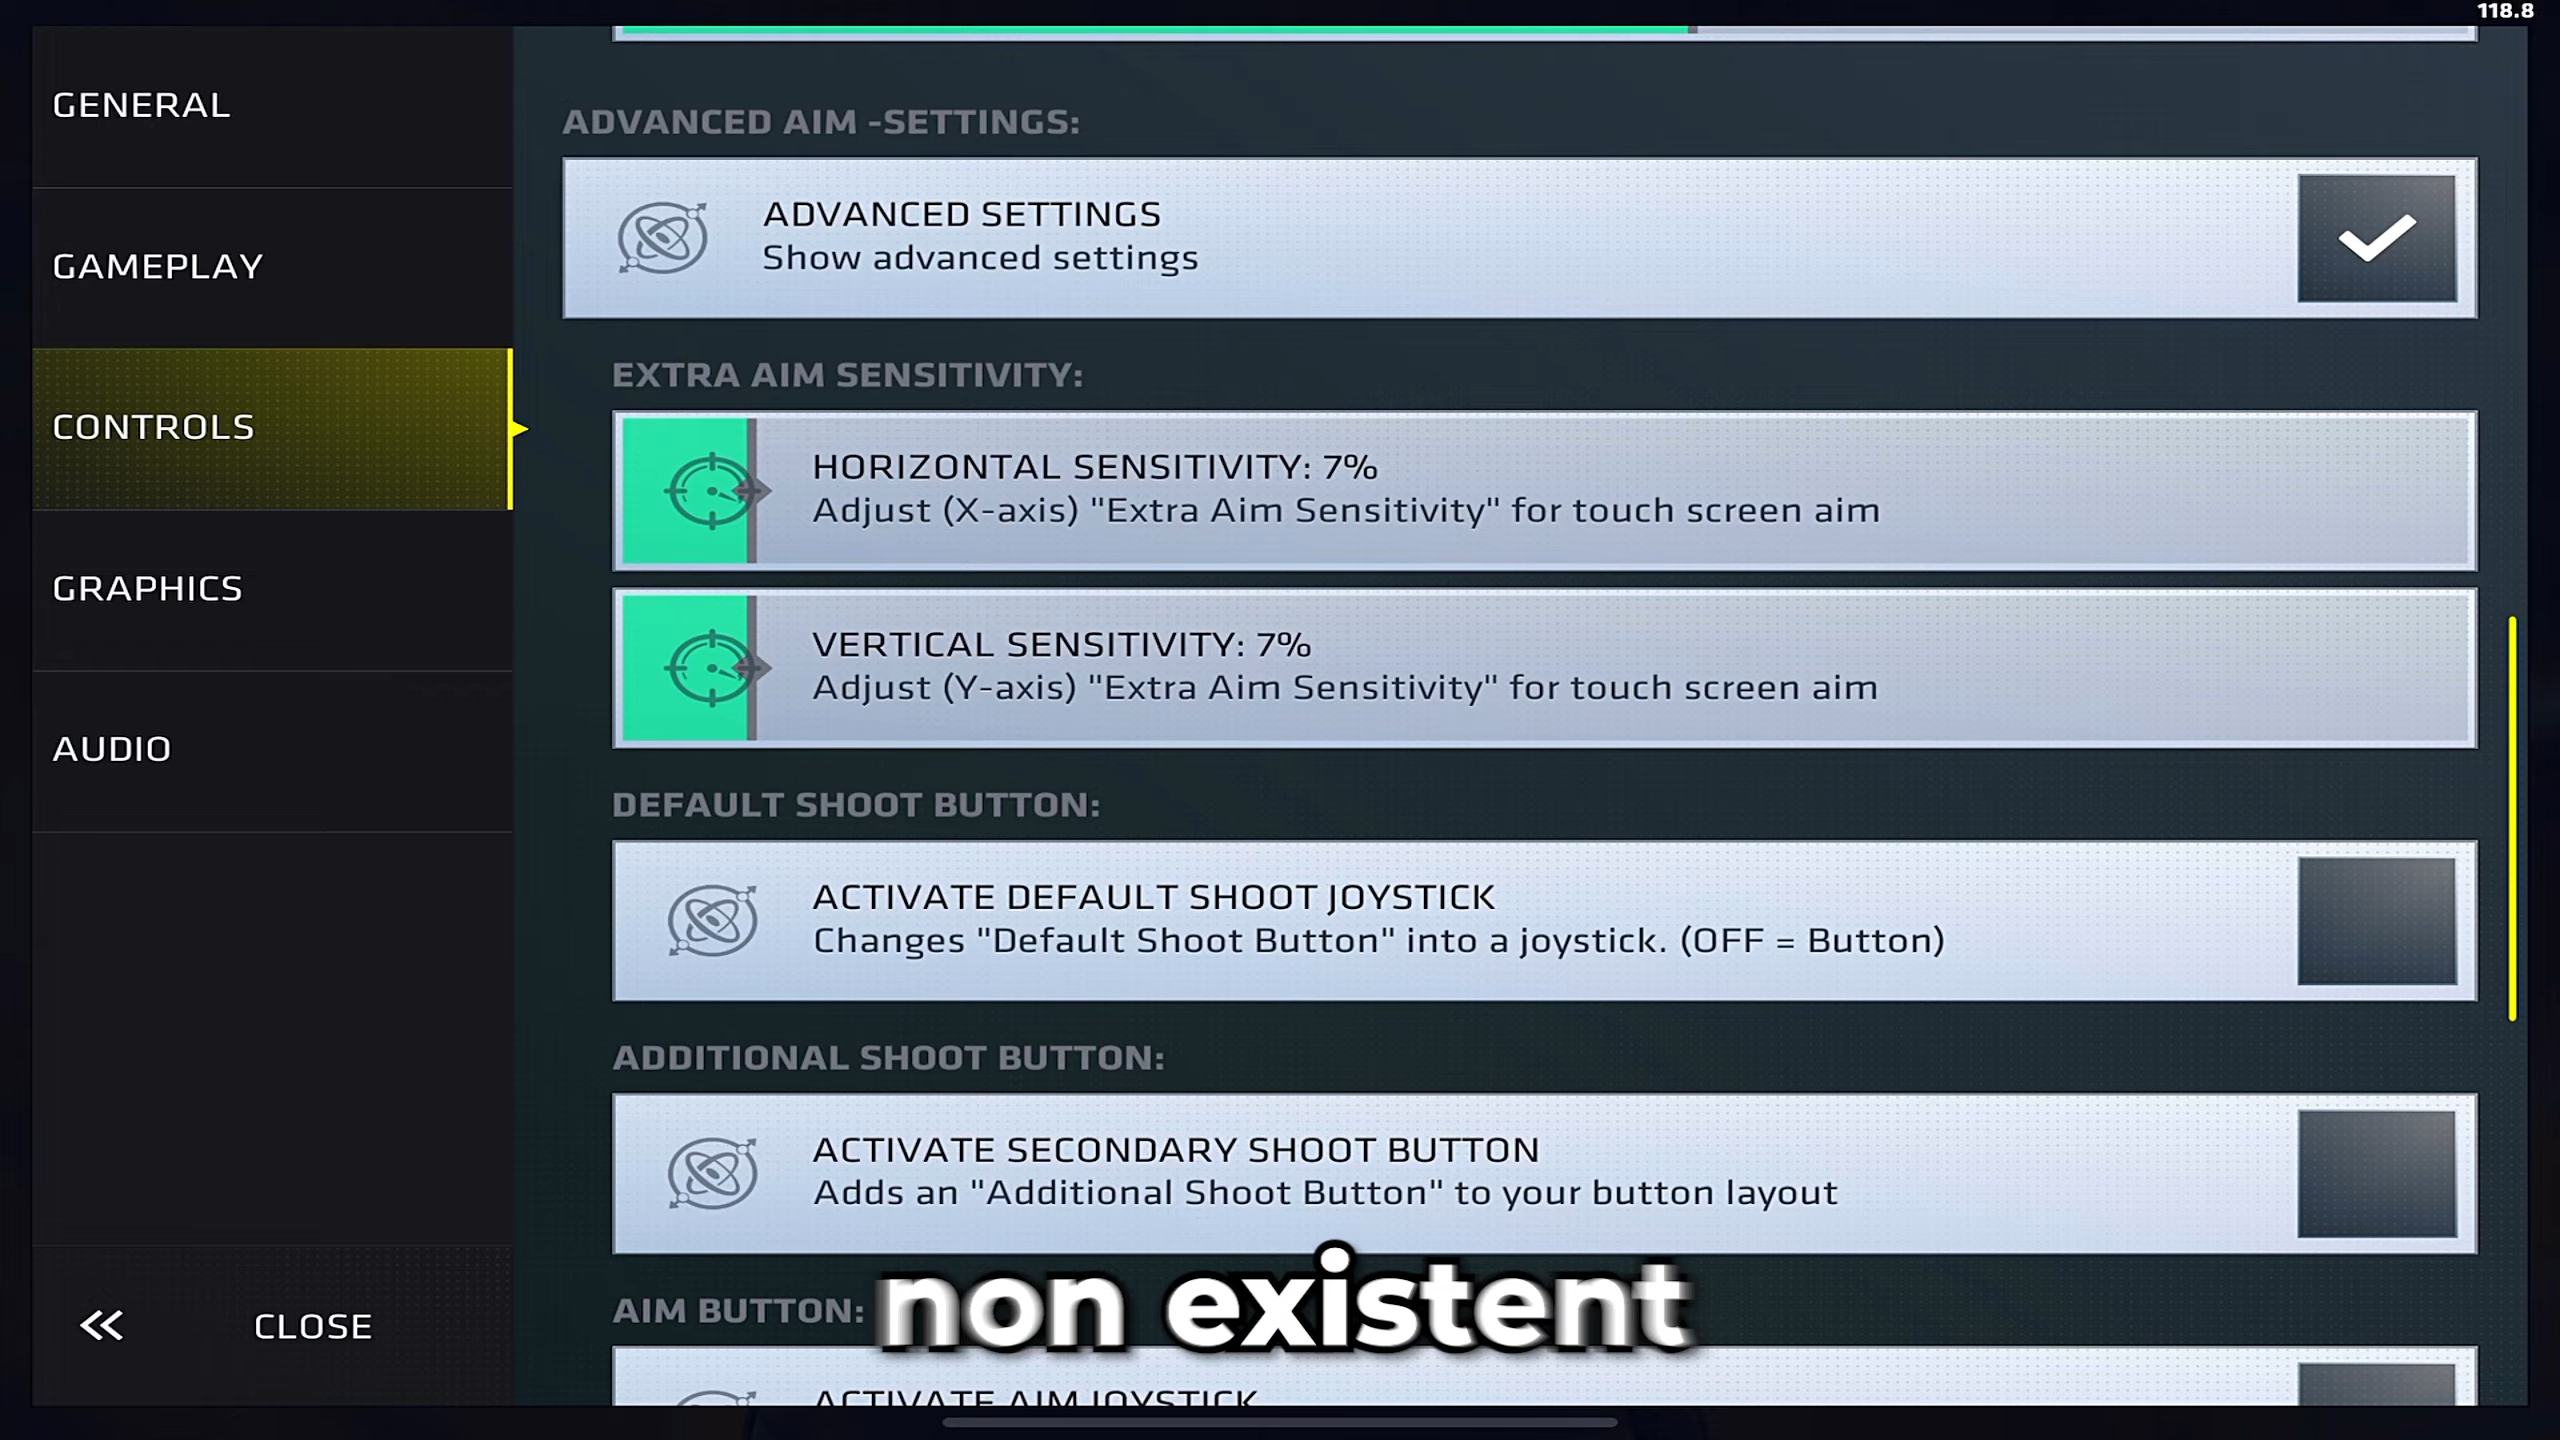 118.8
GENERAL
GAMEPLAY
CONTROLS
GRAPHICS
AUDIO
CLOSE
ADVANCED AIM -SETTINGS:
ADVANCED SETTINGS
Show advanced settings
EXTRA AIM SENSITIVITY:
HORIZONTAL SENSITIVITY: 7%
Adjust (X-axis) "Extra Aim Sensitivity" for touch screen aim
VERTICAL SENSITIVITY: 7%
Adjust (Y-axis) "Extra Aim Sensitivity" for touch screen aim
DEFAULT SHOOT BUTTON:
ACTIVATE DEFAULT SHOOT JOYSTICK
Changes "Default Shoot Button" into a joystick. (OFF = Button)
ADDITIONAL SHOOT BUTTON:
ACTIVATE SECONDARY SHOOT BUTTON
Adds an "Additional Shoot Button" to your button layout
AIM BUTTON:
non existent
ACTIVATE AIM JOYSTICK